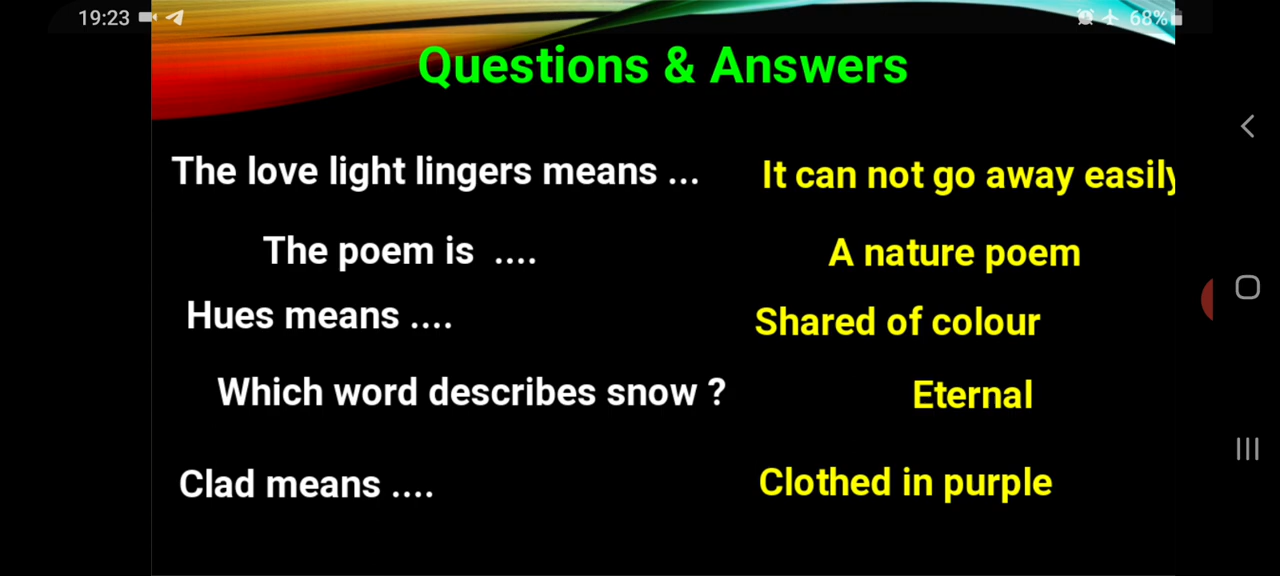 19:23 68%
Questions & Answers
The love light lingers means ... It can not go away easily
The poem is .... A nature poem
Hues means .... Shared of colour
Which word describes snow ? Eternal
Clad means .... Clothed in purple